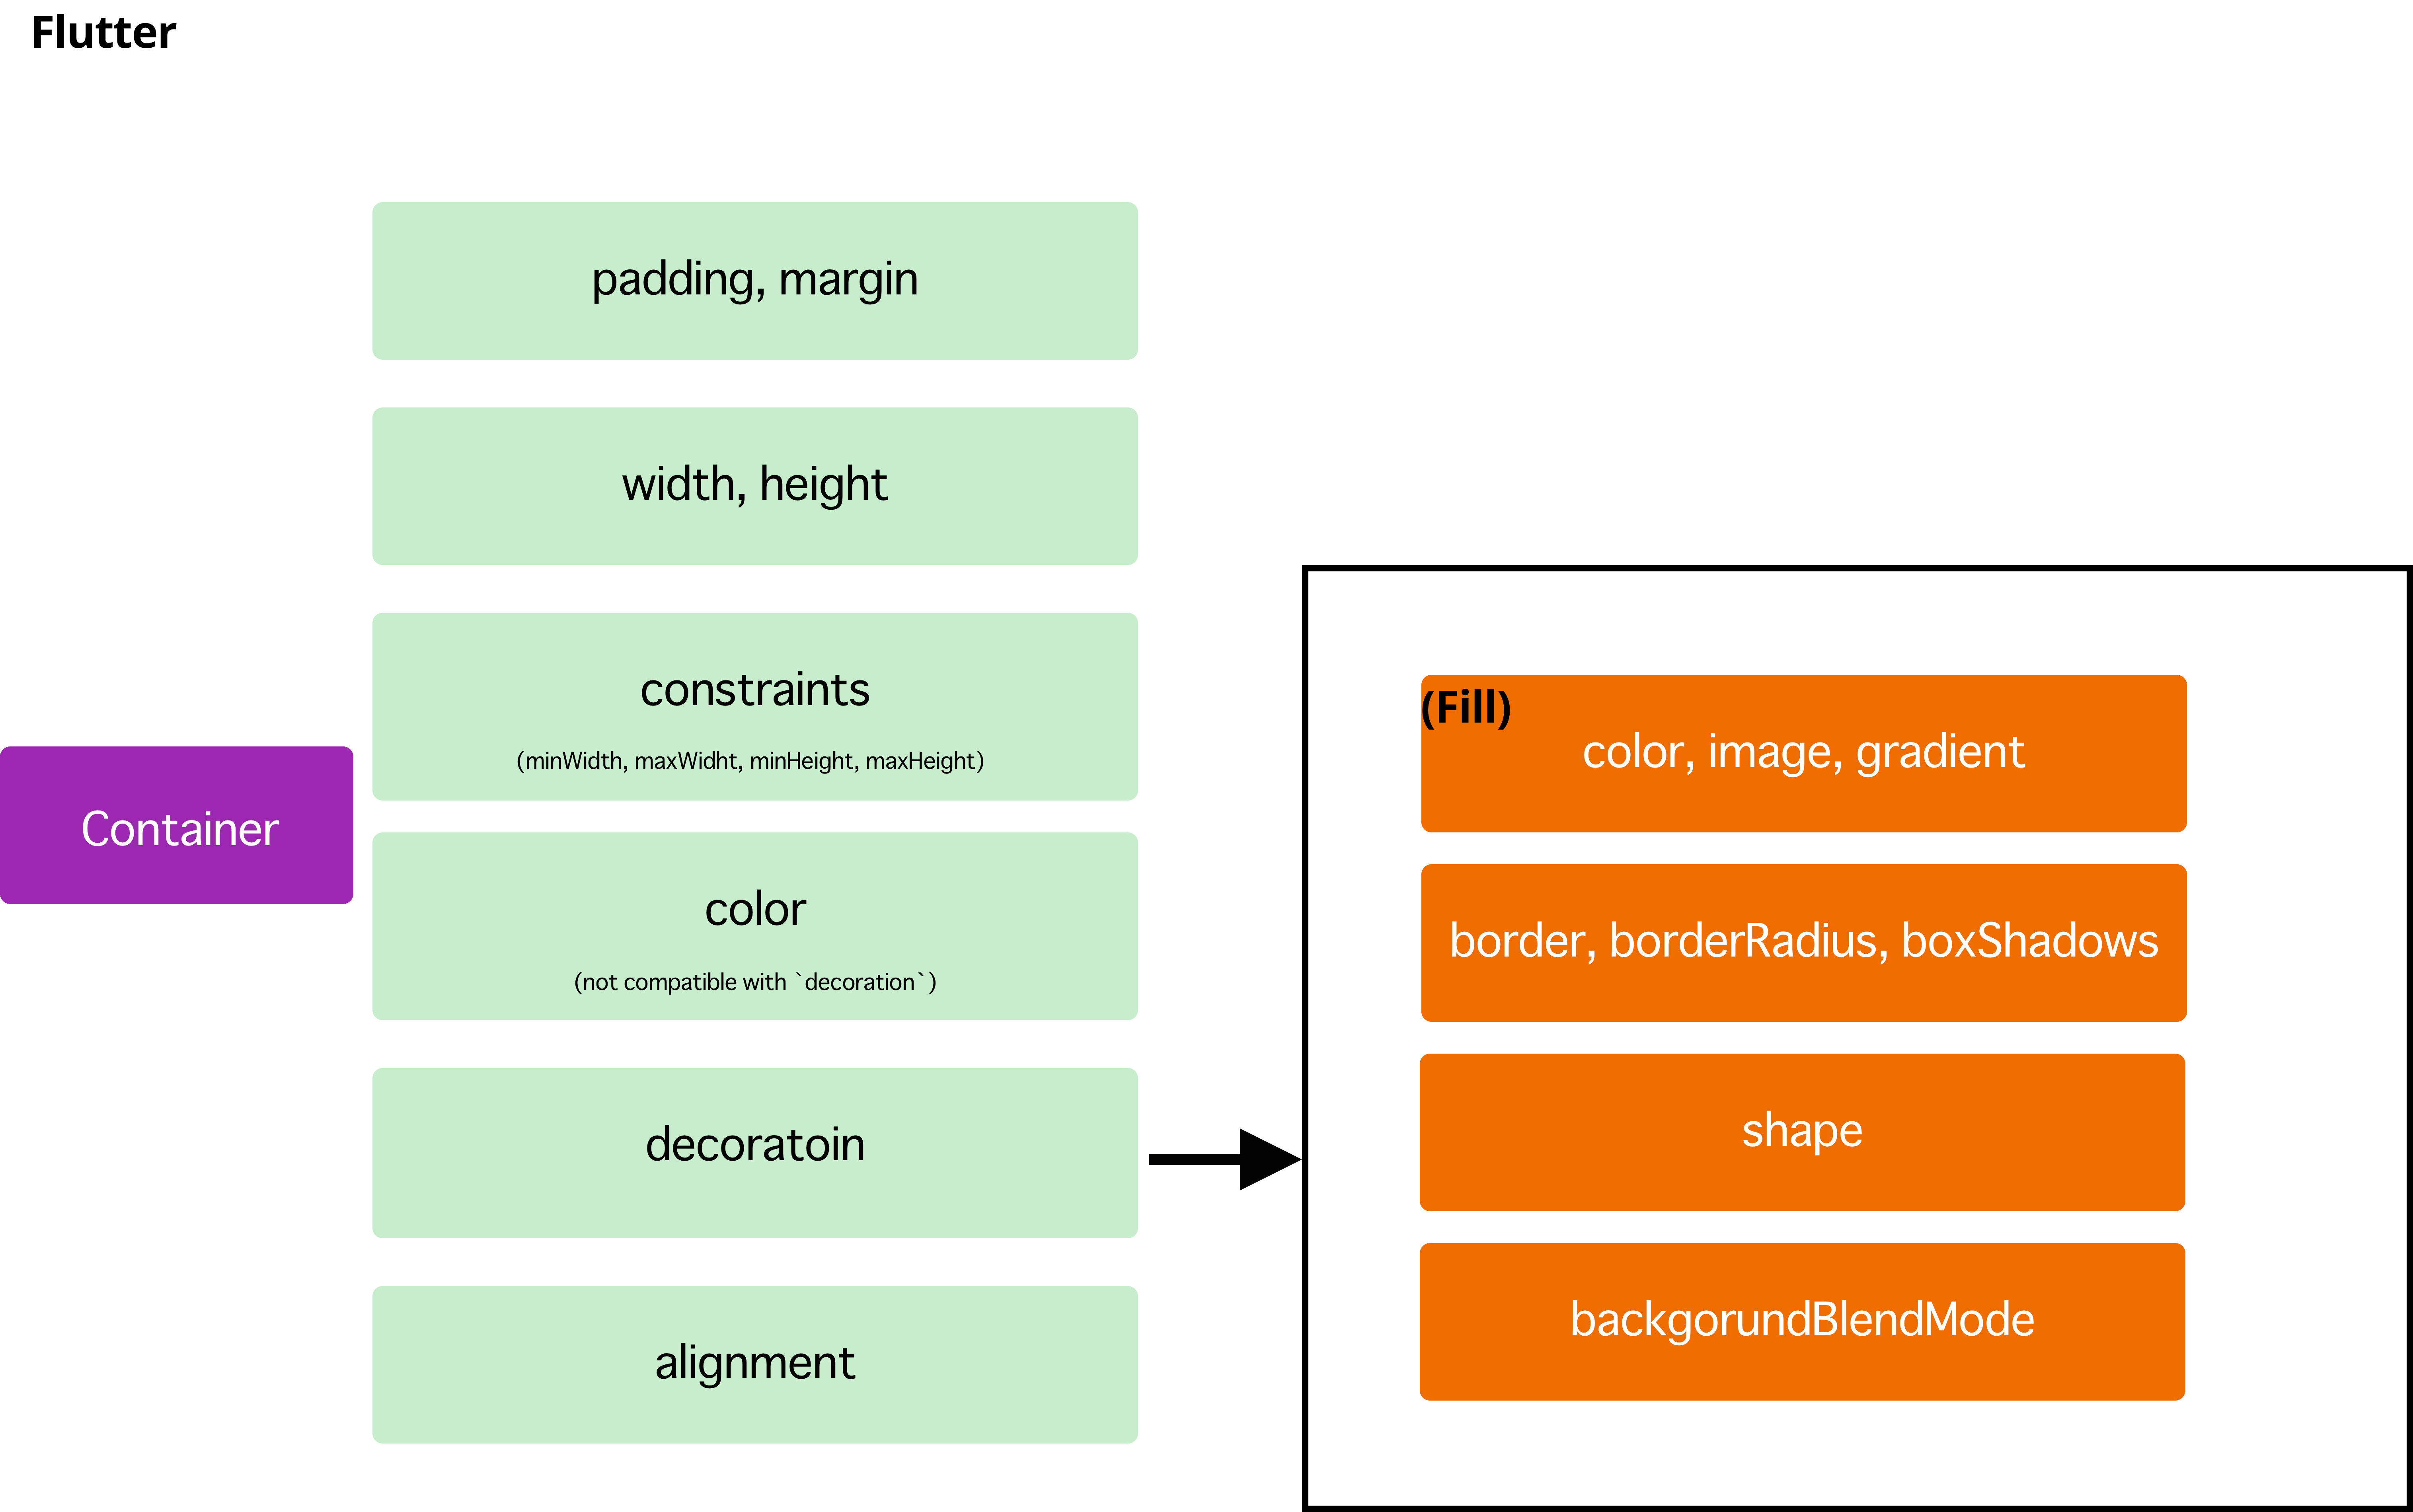 Flutter
padding, margin
width, height
constraints
(minWidth, maxWidht, minHeight, maxHeight)
Container
color
(not compatible with `decoration`)
decoratoin
alignment
(Fill)
color, image, gradient
border, borderRadius, boxShadows
shape
backgorundBlendMode